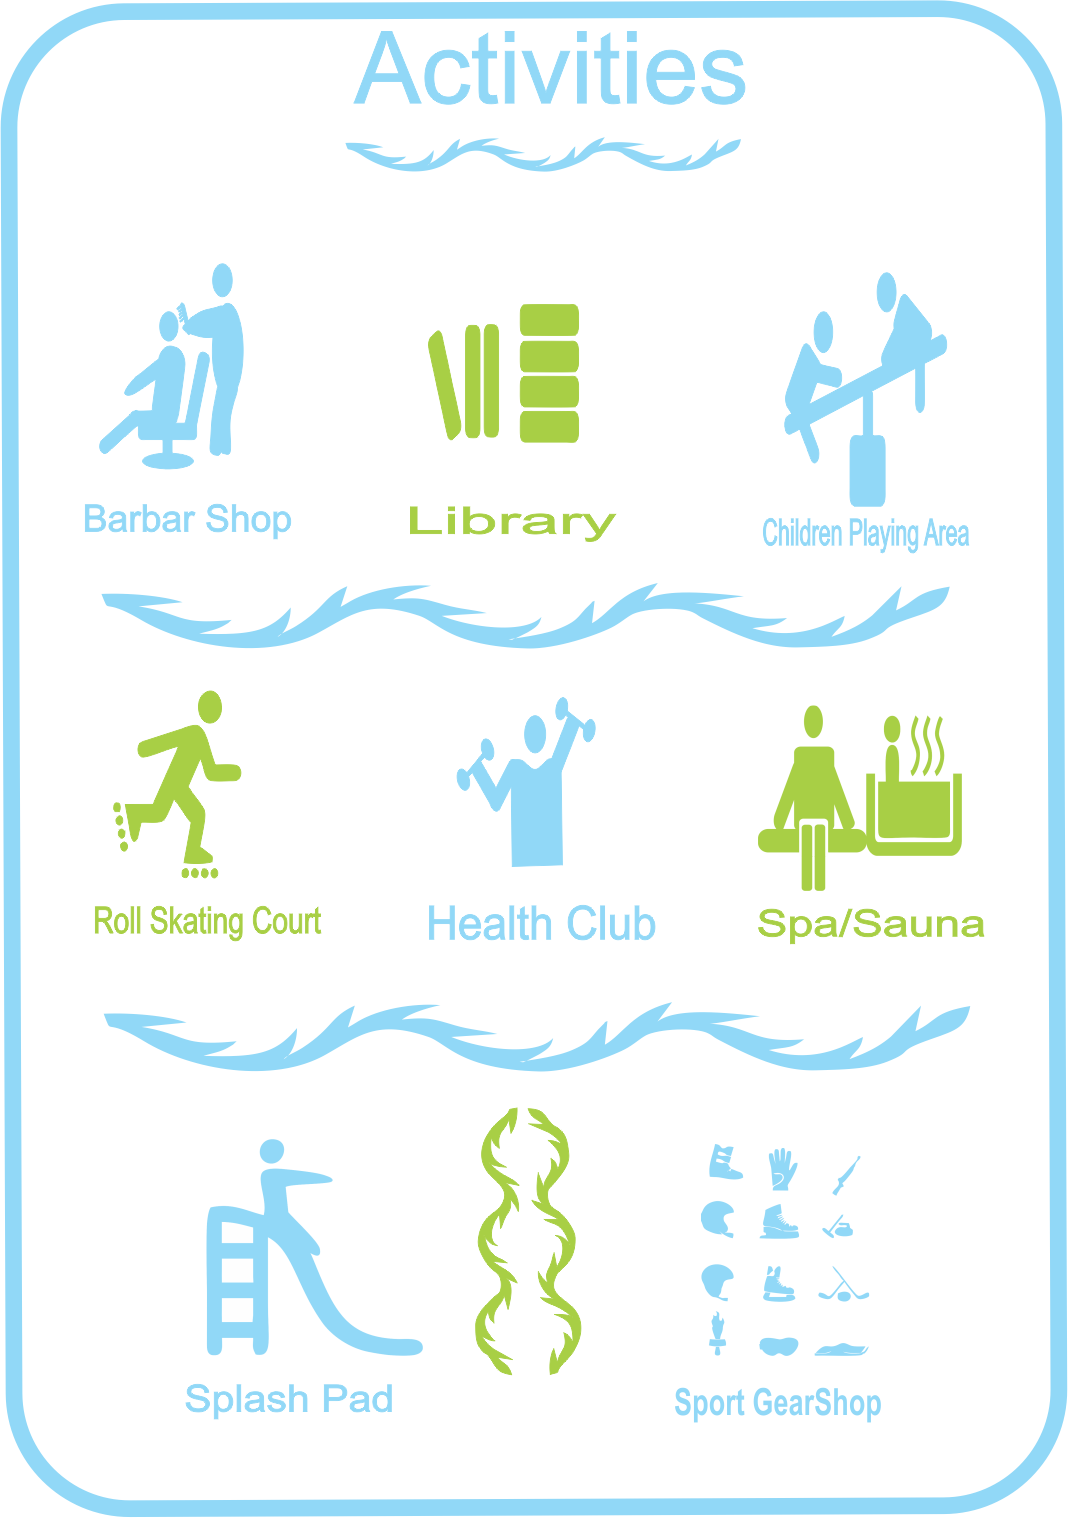 Activities
Barbar Shop
Library
Children Playing Area
Roll Skating Court
Health Club
Spa/Sauna
Splash Pad
Sport GearShop